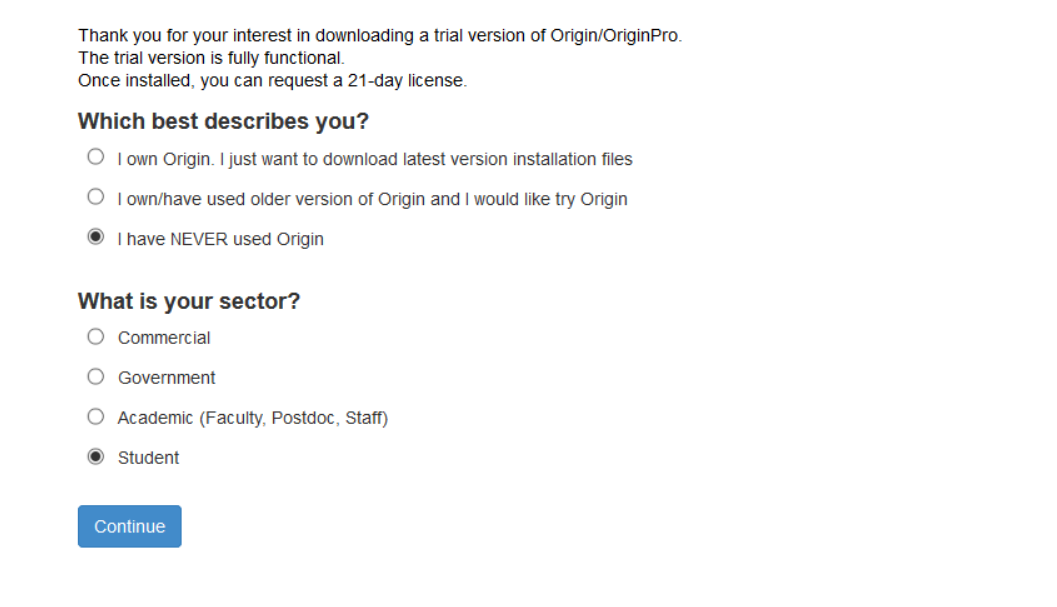 Thank you for your interest in downloading a trial version of Origin/OriginPro.
The trial version is fully functional.
Once installed, you can request a 21-day license.
Which best describes you?
I own Origin. I just want to download latest version installation files
I own/have used older version of Origin and I would like try Origin
I have NEVER used Origin
What is your sector?
Commercial
Government
Academic (Faculty, Postdoc, Staff)
Student
Continue